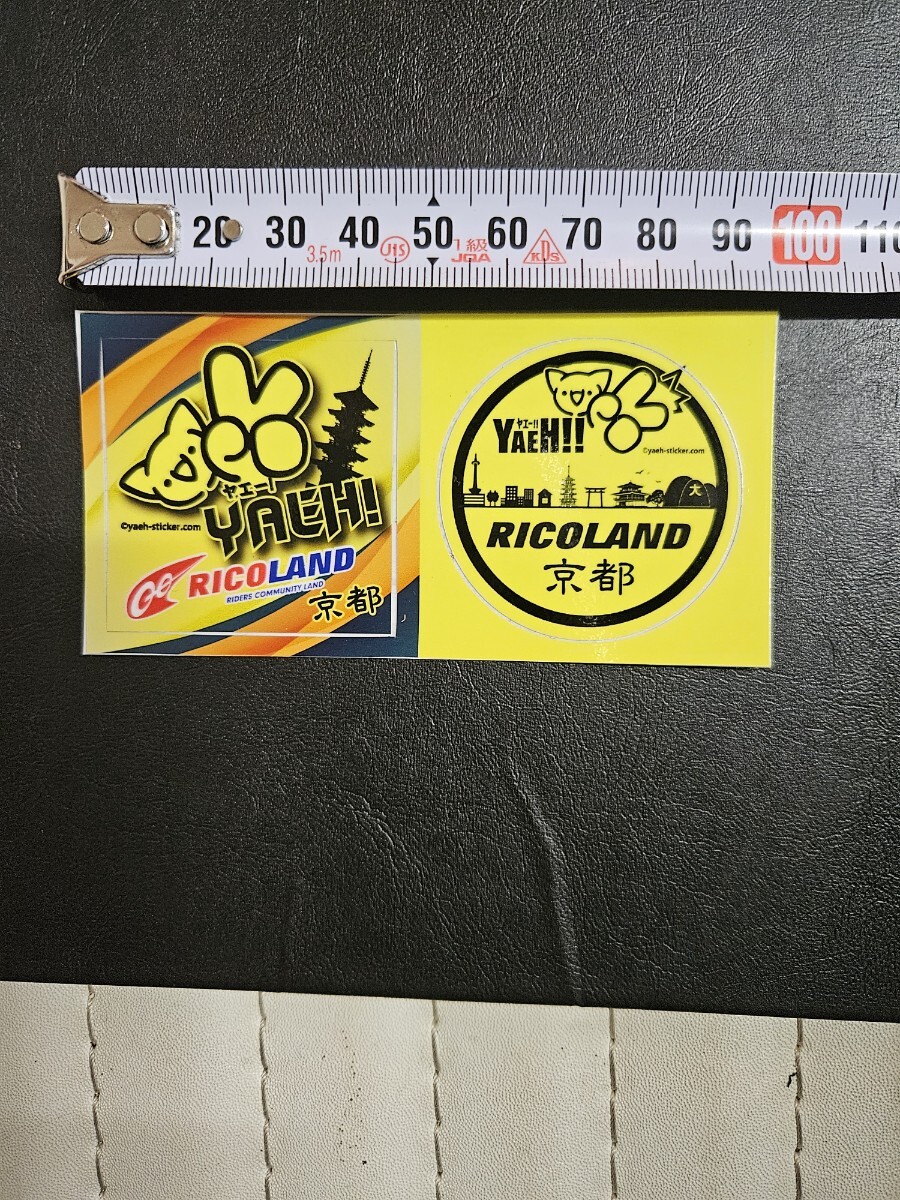 20 30 40 50 60 70 80 90 100 110
3.5m JIS 1級 JQA KDS
ヤエー!
YAEH!
©yaeh-sticker.com
RICOLAND
RIDERS COMMUNITY LAND
京都
ヤエー!!
YAEH!!
©yaeh-sticker.com
大
RICOLAND
京都